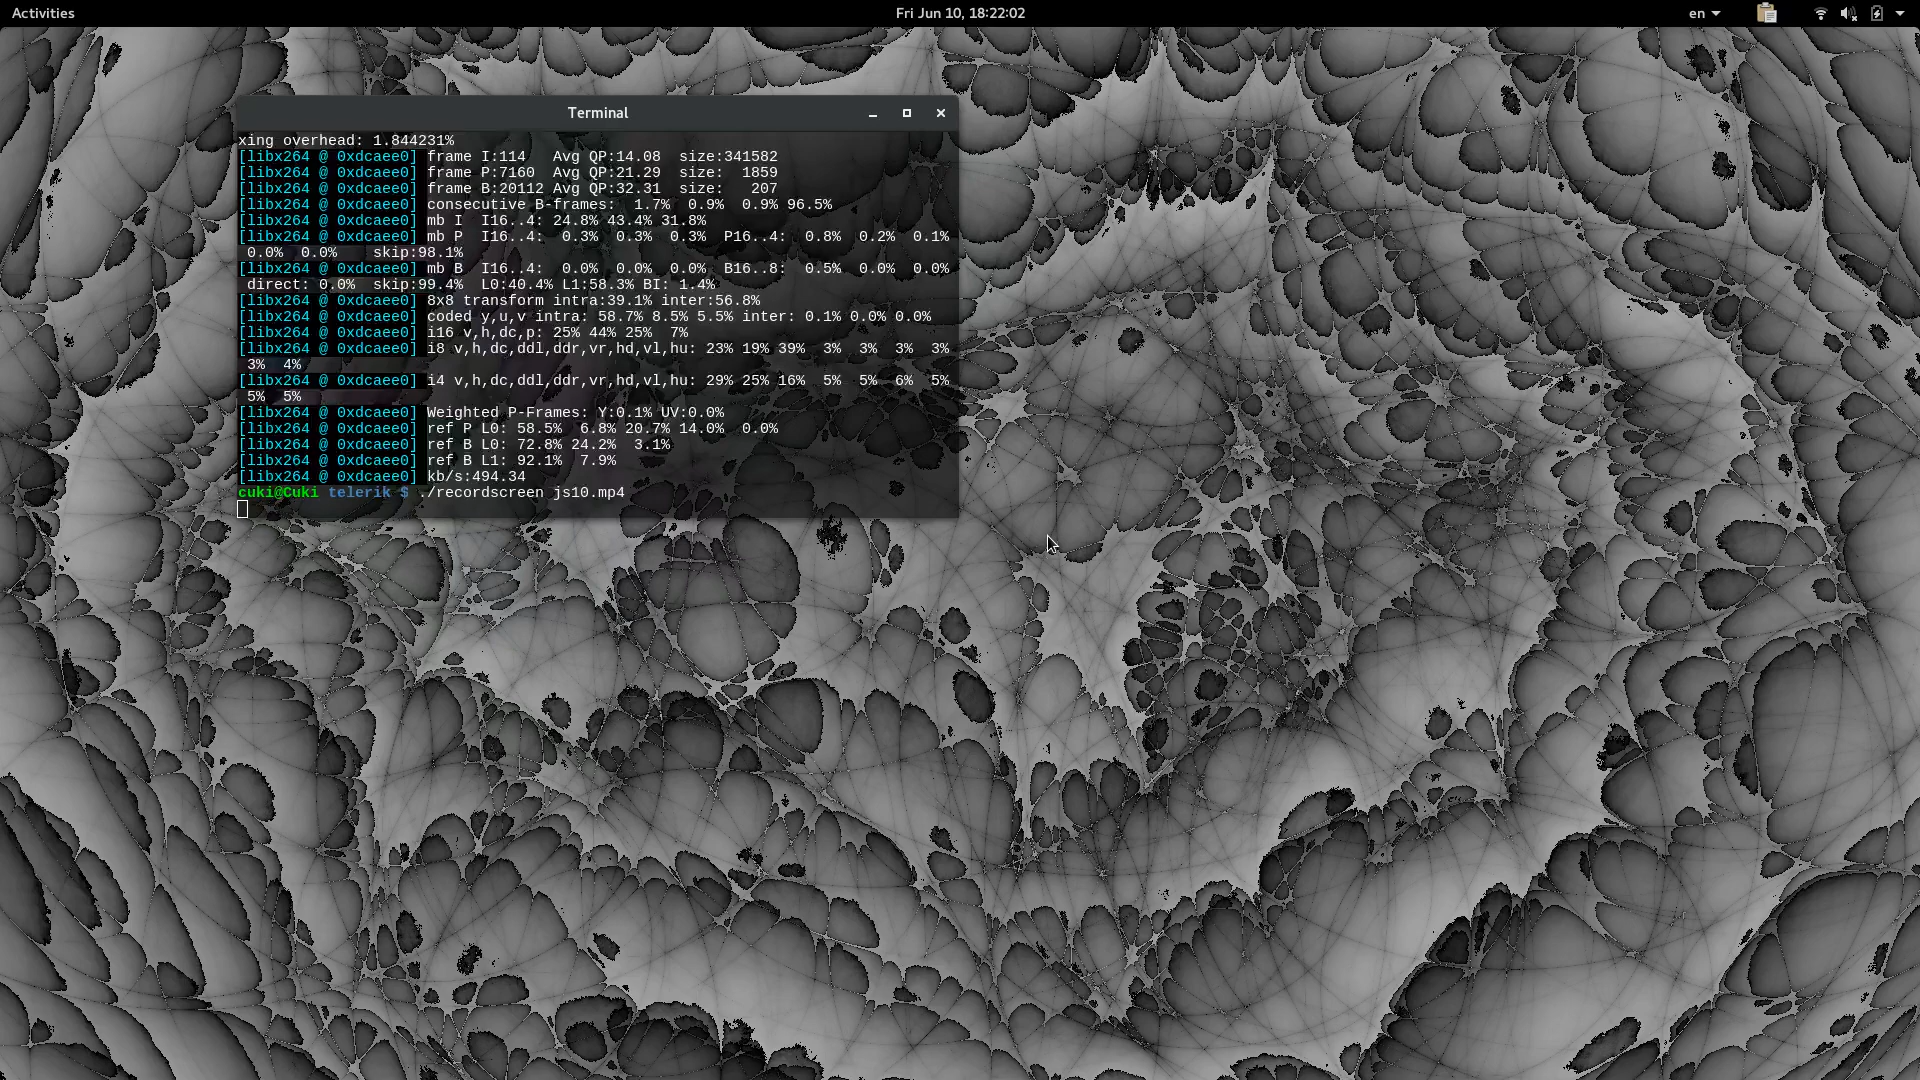 Activities
Fri Jun 10, 18:22:02
en
Terminal
xing overhead: 1.844231%
[libx264 @ 0xdcaee0] frame I:114   Avg QP:14.08  size:341582
[libx264 @ 0xdcaee0] frame P:7160  Avg QP:21.29  size:  1859
[libx264 @ 0xdcaee0] frame B:20112 Avg QP:32.31  size:   207
[libx264 @ 0xdcaee0] consecutive B-frames:  1.7%  0.9%  0.9% 96.5%
[libx264 @ 0xdcaee0] mb I  I16..4: 24.8% 43.4% 31.8%
[libx264 @ 0xdcaee0] mb P  I16..4:  0.3%  0.3%  0.3%  P16..4:  0.8%  0.2%  0.1%
 0.0%  0.0%    skip:98.1%
[libx264 @ 0xdcaee0] mb B  I16..4:  0.0%  0.0%  0.0%  B16..8:  0.5%  0.0%  0.0%
 direct: 0.0%  skip:99.4%  L0:40.4% L1:58.3% BI: 1.4%
[libx264 @ 0xdcaee0] 8x8 transform intra:39.1% inter:56.8%
[libx264 @ 0xdcaee0] coded y,u,v intra: 58.7% 8.5% 5.5% inter: 0.1% 0.0% 0.0%
[libx264 @ 0xdcaee0] i16 v,h,dc,p: 25% 44% 25%  7%
[libx264 @ 0xdcaee0] i8 v,h,dc,ddl,ddr,vr,hd,vl,hu: 23% 19% 39%  3%  3%  3%  3%
 3%  4%
[libx264 @ 0xdcaee0] i4 v,h,dc,ddl,ddr,vr,hd,vl,hu: 29% 25% 16%  5%  5%  6%  5%
 5%  5%
[libx264 @ 0xdcaee0] Weighted P-Frames: Y:0.1% UV:0.0%
[libx264 @ 0xdcaee0] ref P L0: 58.5%  6.8% 20.7% 14.0%  0.0%
[libx264 @ 0xdcaee0] ref B L0: 72.8% 24.2%  3.1%
[libx264 @ 0xdcaee0] ref B L1: 92.1%  7.9%
[libx264 @ 0xdcaee0] kb/s:494.34
cuki@Cuki telerik $ ./recordscreen js10.mp4